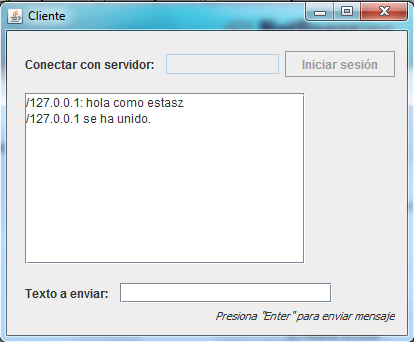 Cliente
Conectar con servidor: Iniciar sesión
/127.0.0.1: hola como estasz
/127.0.0.1 se ha unido.
Texto a enviar:
Presiona "Enter" para enviar mensaje